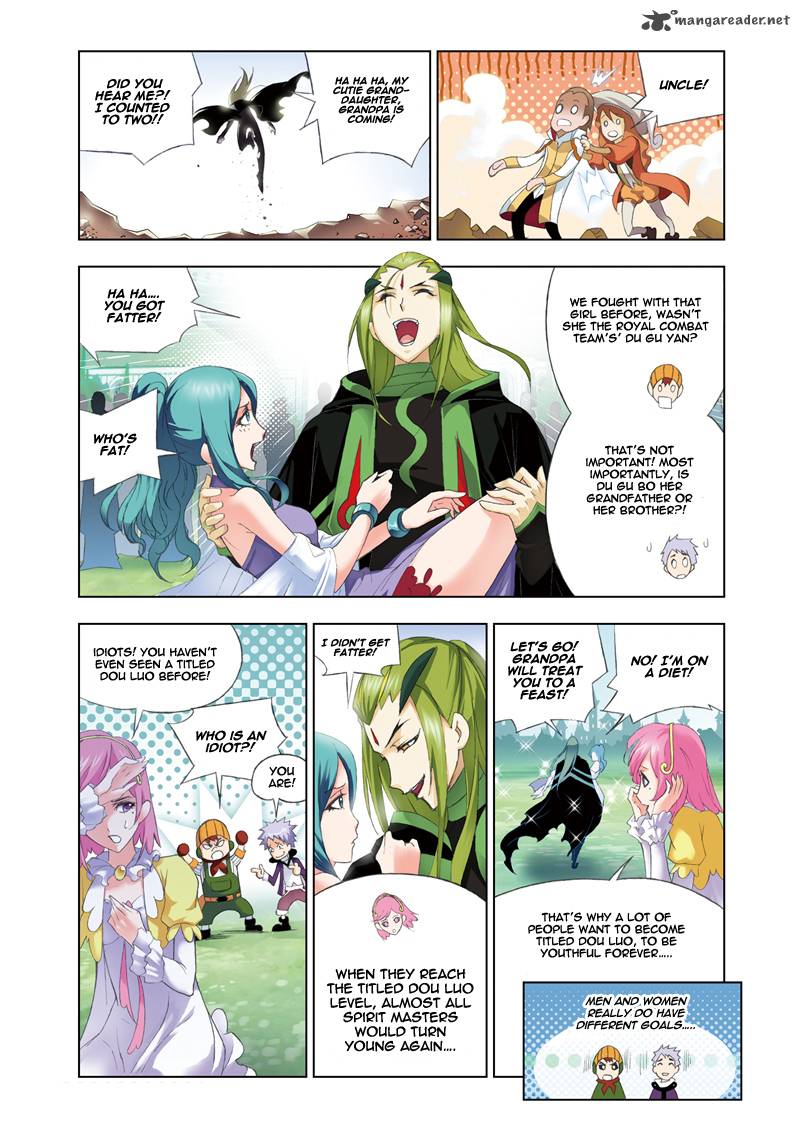 mangareader.net
DID YOU
HEAR ME?!
I COUNTED
TO TWO!!
HA HA HA, MY
CUTIE GRAND-
DAUGHTER,
GRANDPA IS
COMING!
UNCLE!
HA HA....
YOU GOT
FATTER!
WHO'S
FAT!
WE FOUGHT WITH THAT
GIRL BEFORE, WASN'T
SHE THE ROYAL COMBAT
TEAM'S' DU GU YAN?
THAT'S NOT
IMPORTANT! MOST
IMPORTANTLY, IS
DU GU BO HER
GRANDFATHER OR
HER BROTHER?!
IDIOTS! YOU HAVEN'T
EVEN SEEN A TITLED
DOU LUO BEFORE!
WHO IS AN
IDIOT?!
YOU
ARE!
I DIDN'T GET
FATTER!
WHEN THEY REACH
THE TITLED DOU LUO
LEVEL, ALMOST ALL
SPIRIT MASTERS
WOULD TURN
YOUNG AGAIN....
LET'S GO!
GRANDPA
WILL TREAT
YOU TO A
FEAST!
NO! I'M ON
A DIET!
THAT'S WHY A LOT OF
PEOPLE WANT TO BECOME
TITLED DOU LUO, TO BE
YOUTHFUL FOREVER.....
MEN AND WOMEN
REALLY DO HAVE
DIFFERENT GOALS.....